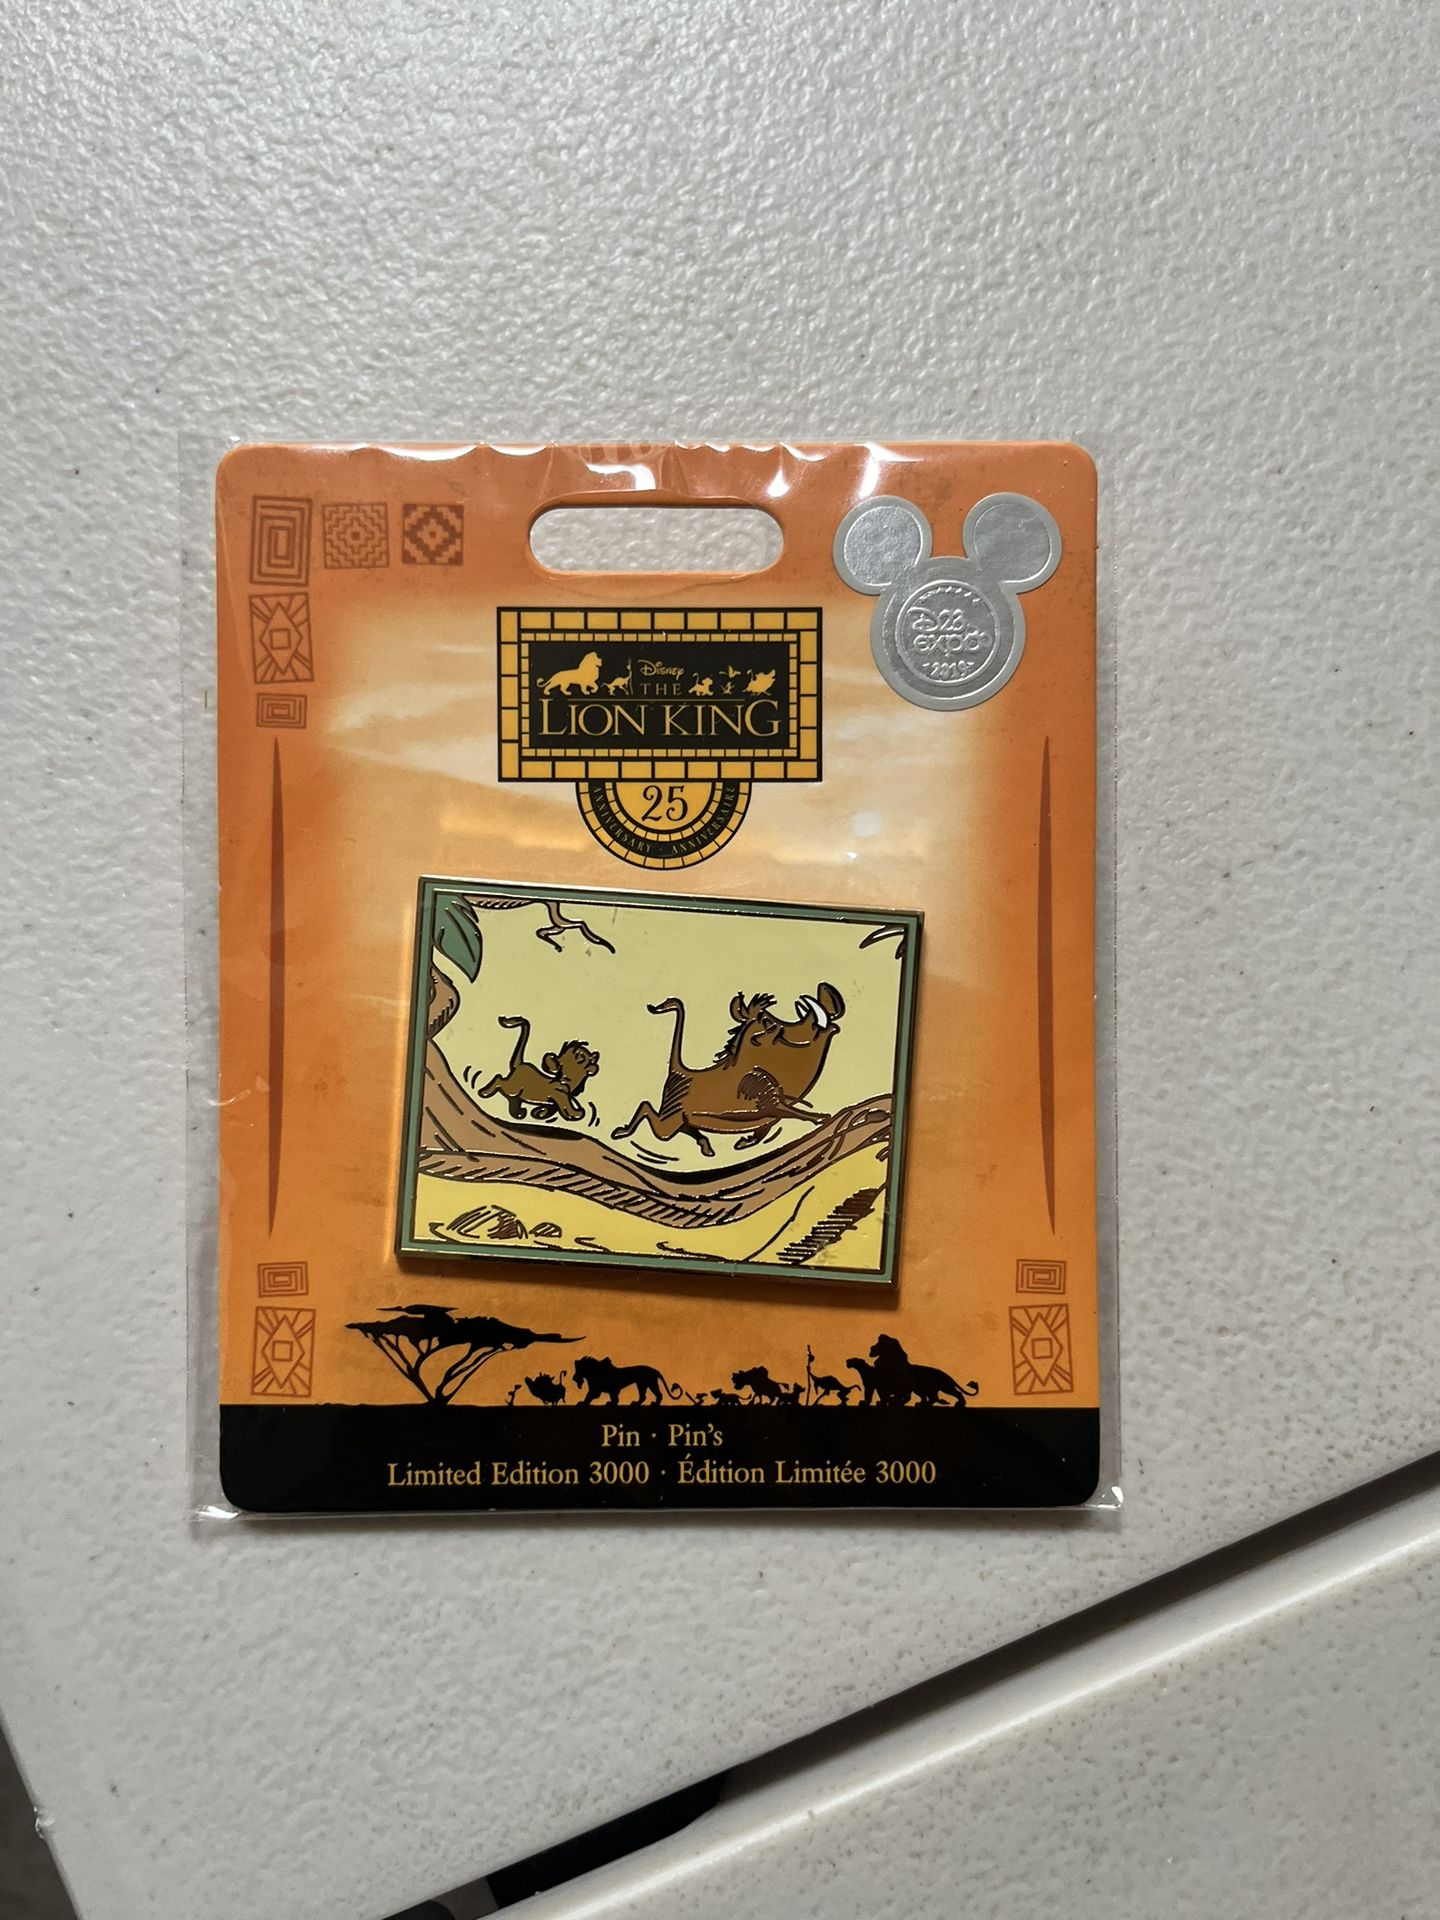 D23
expo
2019
Disney
THE
LION KING
25
ANNIVERSARY · ANNIVERSAIRE
Pin · Pin's
Limited Edition 3000 · Édition Limitée 3000